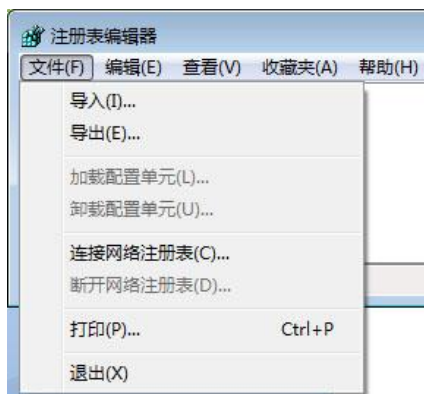 注册表编辑器
文件(F) 编辑(E) 查看(V) 收藏夹(A) 帮助(H)
导入(I)...
导出(E)...
加载配置单元(L)...
卸载配置单元(U)...
连接网络注册表(C)...
断开网络注册表(D)...
打印(P)... Ctrl+P
退出(X)